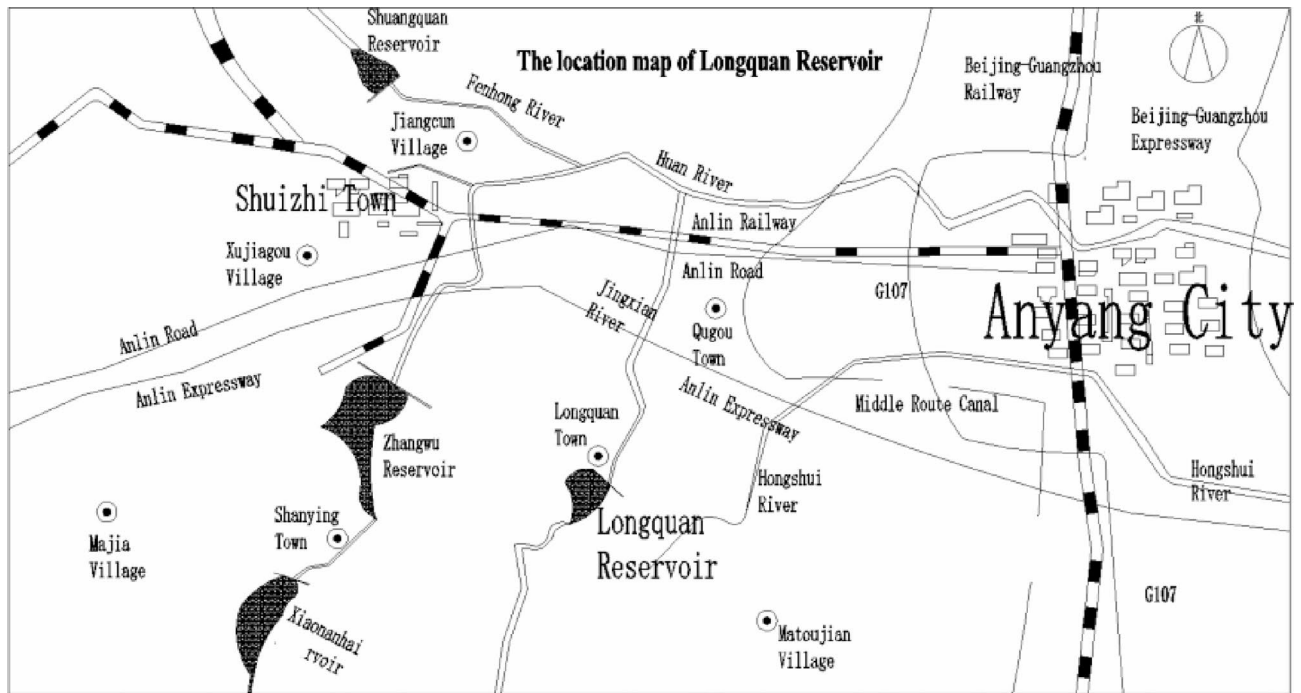 Shuangquan
Reservoir
The location map of Longquan Reservoir
北
Beijing-Guangzhou
Railway
Beijing-Guangzhou
Expressway
Fenhong River
Jiangcun
Village
Huan River
Shuizhi Town
Anlin Railway
Xujiagou
Village
Anlin Road
Jingxian
River
G107
Qugou
Town
Anyang City
Anlin Road
Anlin Expressway
Anlin Expressway
Middle Route Canal
Longquan
Town
Zhangwu
Reservoir
Hongshui
River
Hongshui
River
Majia
Village
Shanying
Town
Longquan
Reservoir
G107
Xiaonanhai
rvoir
Matoujian
Village